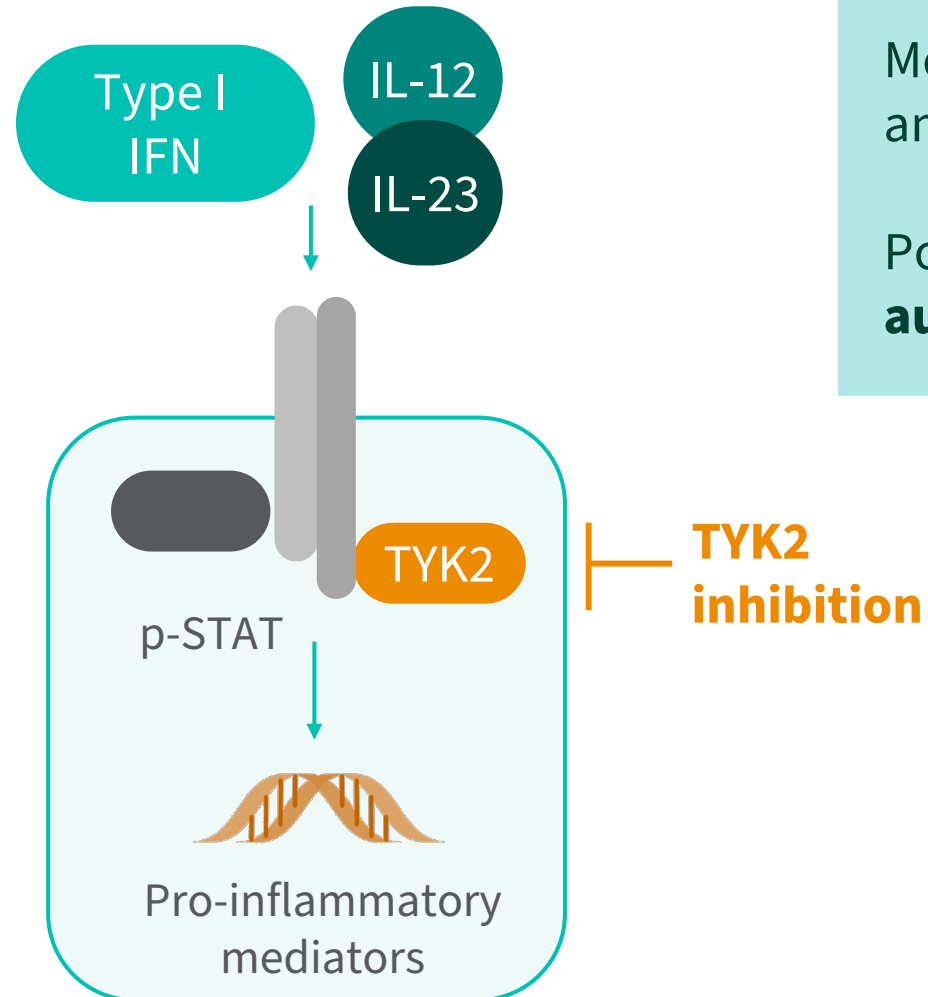 Type I
IFN
IL-12
IL-23
TYK2
p-STAT
Pro-inflammatory
mediators
TYK2
inhibition